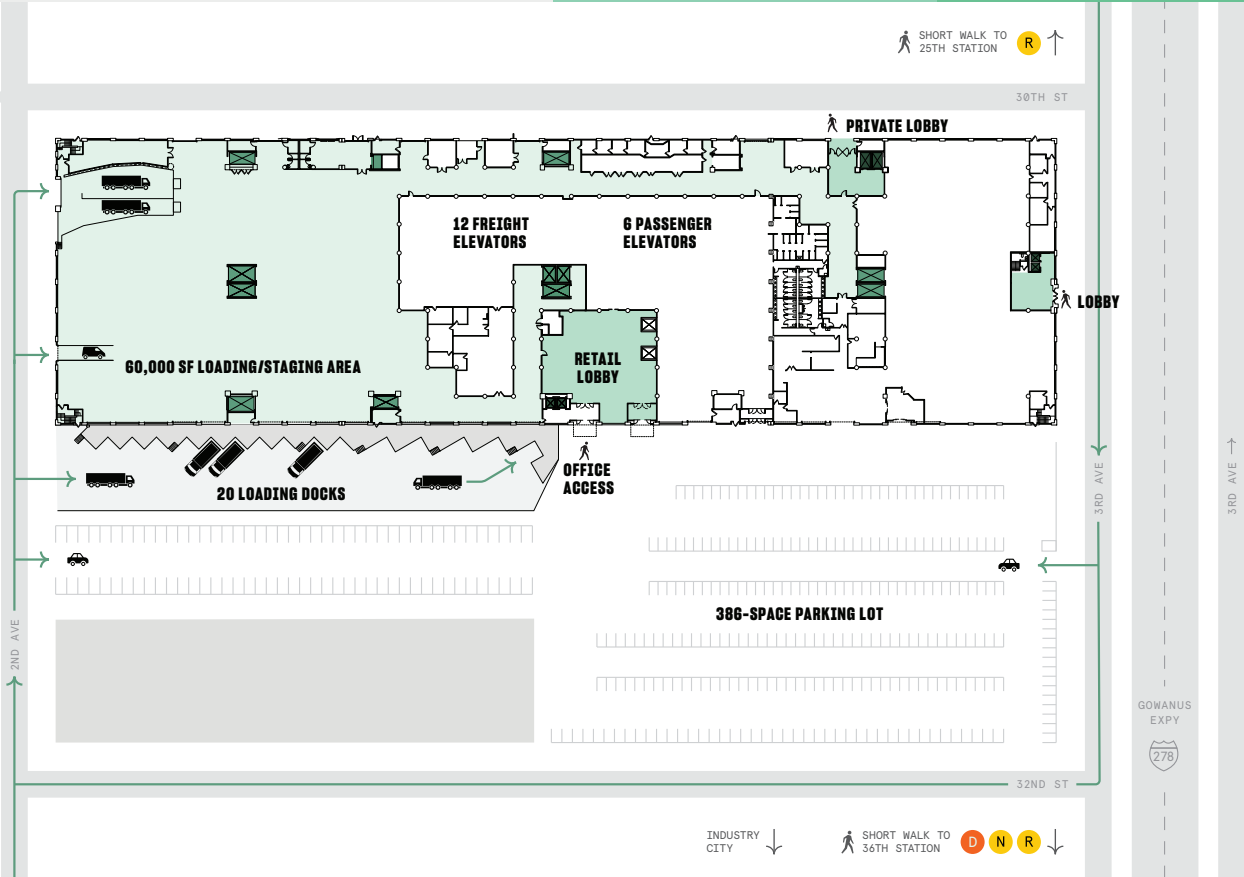 SHORT WALK TO
25TH STATION
R
30TH ST
PRIVATE LOBBY
12 FREIGHT
ELEVATORS
6 PASSENGER
ELEVATORS
LOBBY
60,000 SF LOADING/STAGING AREA
RETAIL
LOBBY
OFFICE
ACCESS
20 LOADING DOCKS
3RD AVE
3RD AVE
386-SPACE PARKING LOT
2ND AVE
GOWANUS
EXPY
278
32ND ST
INDUSTRY
CITY
SHORT WALK TO
36TH STATION
D N R